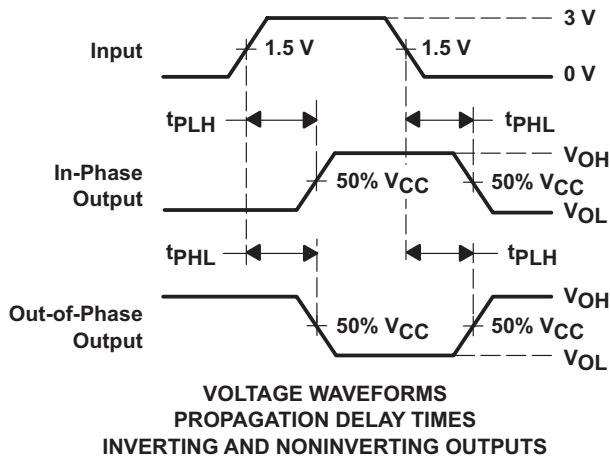 3 V
Input
1.5 V
1.5 V
0 V
tPLH
tPHL
VOH
In-Phase
Output
50% VCC
50% VCC
VOL
tPHL
tPLH
VOH
Out-of-Phase
Output
50% VCC
50% VCC
VOL
VOLTAGE WAVEFORMS
PROPAGATION DELAY TIMES
INVERTING AND NONINVERTING OUTPUTS